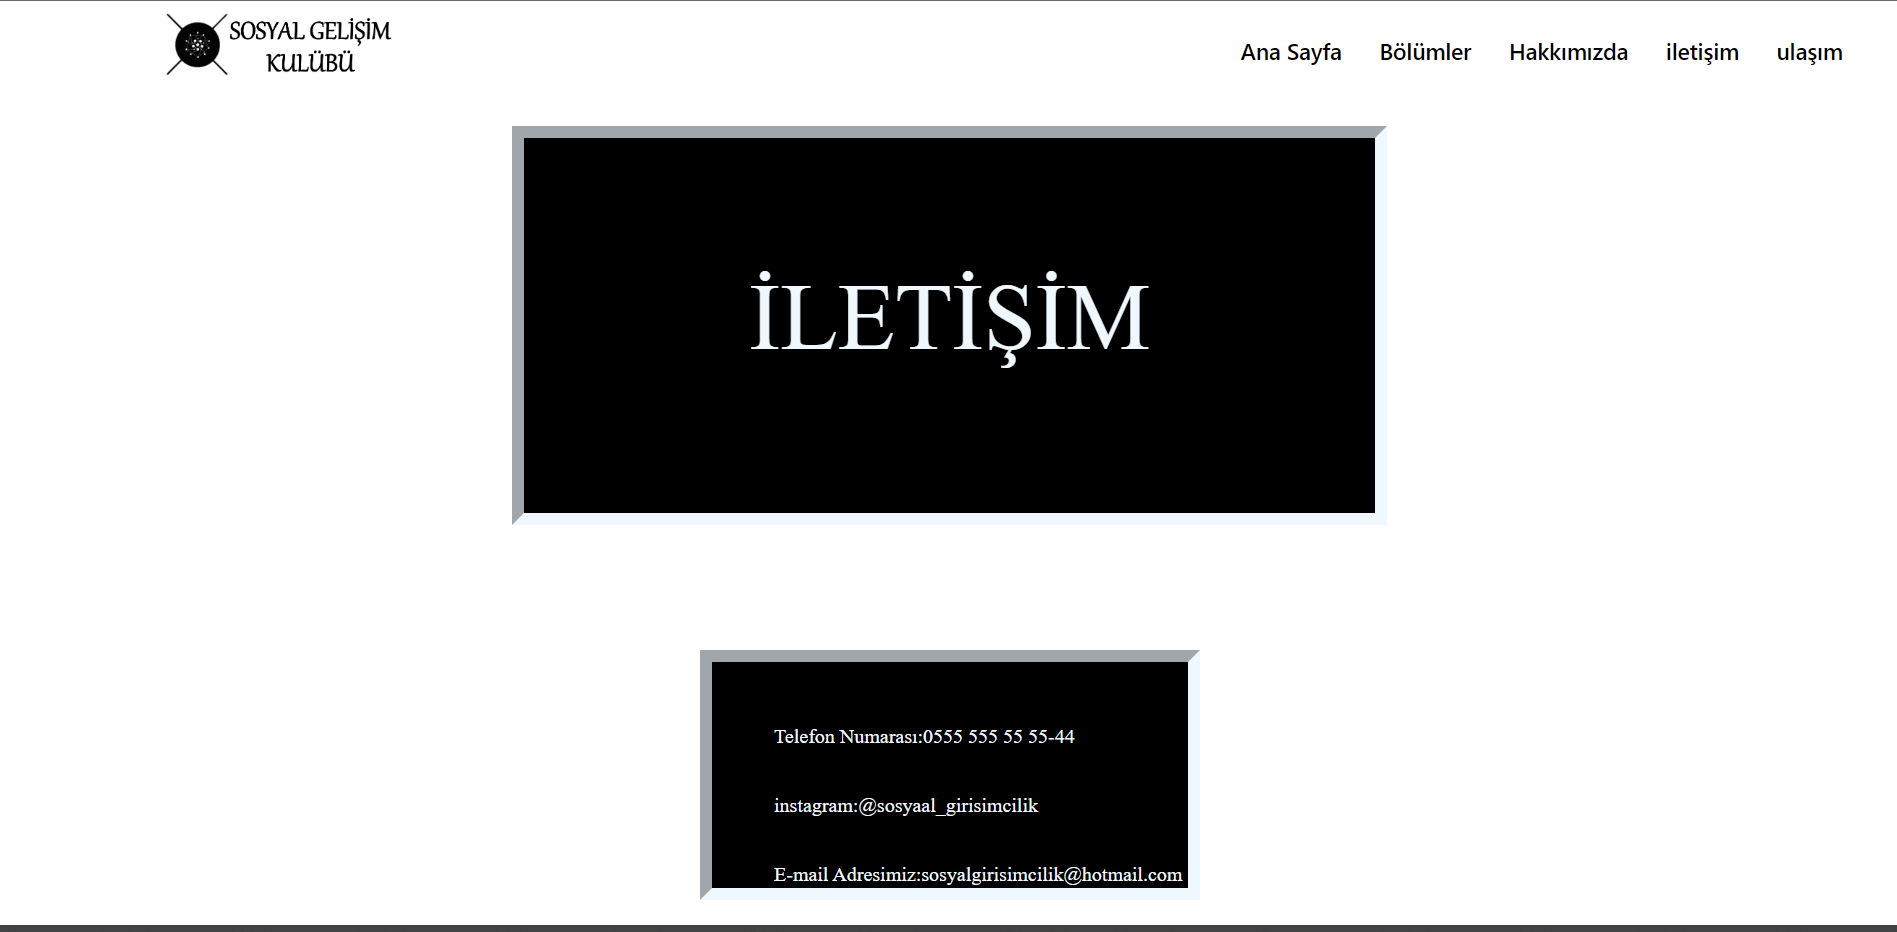 SOSYAL GELİŞİM
KULÜBÜ
Ana Sayfa Bölümler Hakkımızda iletişim ulaşım
İLETİŞİM
Telefon Numarası:0555 555 55 55-44
instagram:@sosyaal_girisimcilik
E-mail Adresimiz:sosyalgirisimcilik@hotmail.com